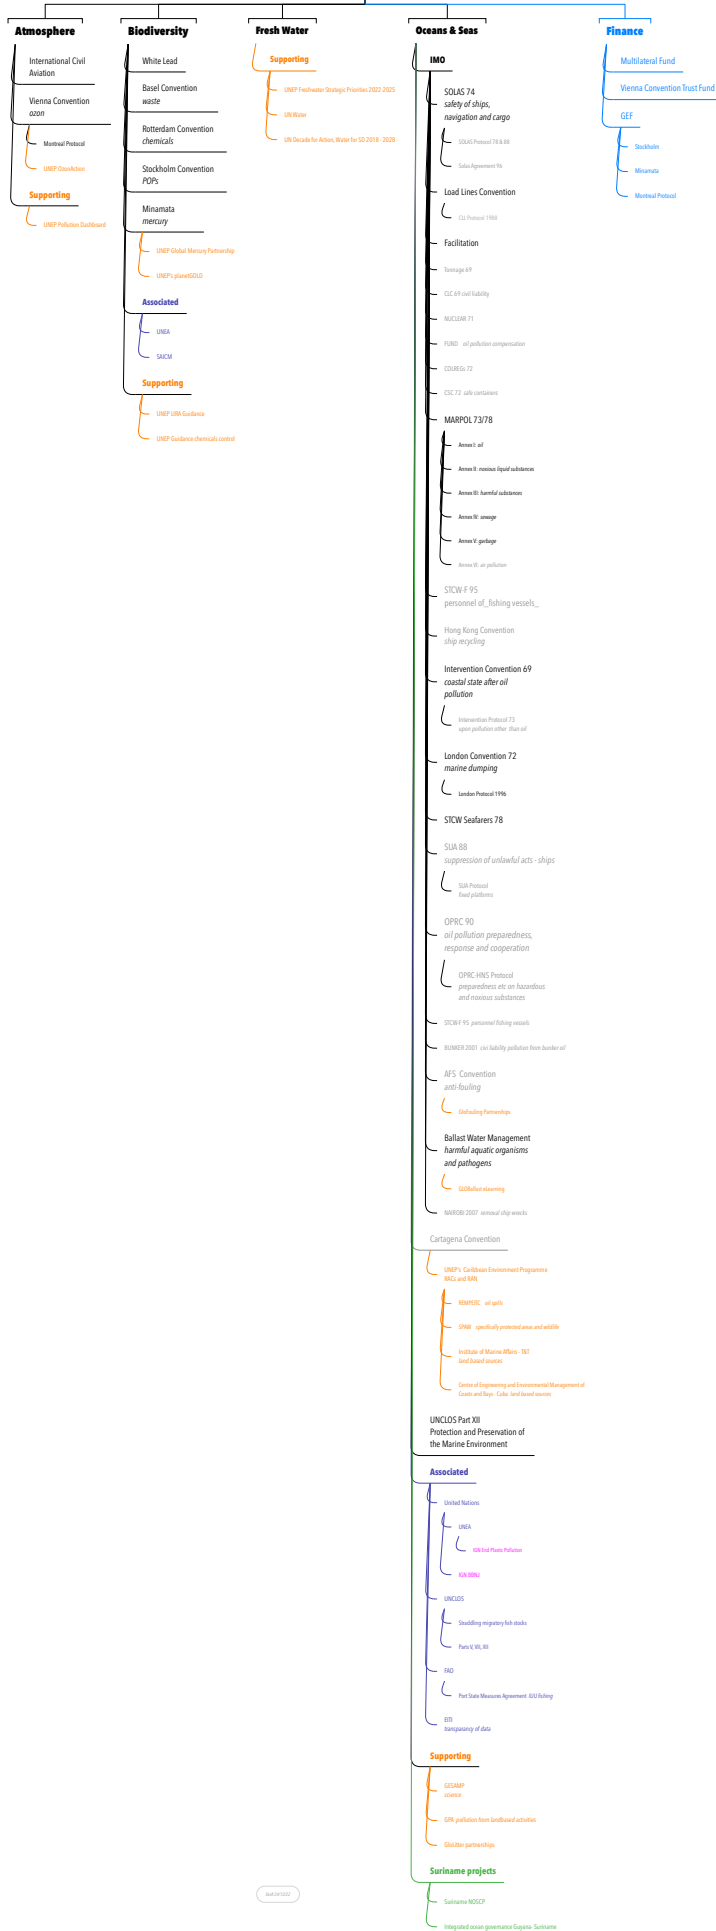 Atmosphere
International Civil
Aviation
Vienna Convention
ozon
Montreal Protocol
UNEP OzonAction
Supporting
UNEP Pollution Dashboard
Biodiversity
White Lead
Basel Convention
waste
Rotterdam Convention
chemicals
Stockholm Convention
POPs
Minamata
mercury
UNEP Global Mercury Partnership
UNEP's planetGOLD
Associated
UNEA
SAICM
Supporting
UNEP LIRA Guidance
UNEP Guidance chemicals control
Fresh Water
Supporting
UNEP Freshwater Strategic Priorities 2022-2025
UN Water
UN Decade for Action, Water for SD 2018 - 2028
Oceans & Seas
IMO
SOLAS 74
safety of ships,
navigation and cargo
SOLAS Protocol 78 & 88
Solas Agreement 96
Load Lines Convention
CLL Protocol 1988
Facilitation
Tonnage 69
CLC 69 civil liability
NUCLEAR 71
FUND oil pollution compensation
COLREGs 72
CSC 72 safe containers
MARPOL 73/78
Annex I: oil
Annex II: noxious liquid substances
Annex III: harmful substances
Annex IV: sewage
Annex V: garbage
Annex VI: air pollution
STCW-F 95
personnel of_fishing vessels_
Hong Kong Convention
ship recycling
Intervention Convention 69
coastal state after oil
pollution
Intervention Protocol 73
upon pollution other than oil
London Convention 72
marine dumping
London Protocol 1996
STCW Seafarers 78
SUA 88
suppression of unlawful acts - ships
SUA Protocol
fixed platforms
OPRC 90
oil pollution preparedness,
response and cooperation
OPRC-HNS Protocol
preparedness etc on hazardous
and noxious substances
STCW-F 95 personnel fishing vessels
BUNKER 2001 civi liability pollution from bunker oil
AFS Convention
anti-fouling
GloFouling Partnerships
Ballast Water Management
harmful aquatic organisms
and pathogens
GLOBallast eLearning
NAIROBI 2007 removal ship wrecks
Cartagena Convention
UNEP's Caribbean Environment Programme
RACs and RAN
REMPEITC oil spills
SPAW specifically protected areas and wildlife
Institute of Marine Affairs - T&T
land based sources
Centre of Engineering and Environmental Management of
Coasts and Bays - Cuba land based sources
UNCLOS Part XII
Protection and Preservation of
the Marine Environment
Associated
United Nations
UNEA
IGN End Plastic Pollution
IGN BBNJ
UNCLOS
Straddling migratory fish stocks
Parts V, VII, XII
FAO
Port State Measures Agreement IUU fishing
EITI
transparancy of data
Supporting
GESAMP
science
GPA- pollution from landbased activities
GloLitter partnerships
Suriname projects
Suriname NOSCP
Integrated ocean governance Guyana- Suriname
Finance
Multilateral Fund
Vienna Convention Trust Fund
GEF
Stockholm
Minamata
Montreal Protocol